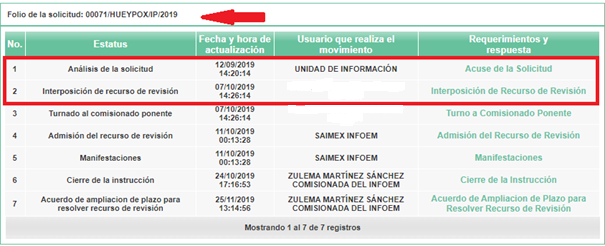 Folio de la solicitud: 00071/HUEYPOX/IP/2019
No. Estatus Fecha y hora de actualización Usuario que realiza el movimiento Requerimientos y respuesta
1 Análisis de la solicitud 12/09/2019 14:20:14 UNIDAD DE INFORMACIÓN Acuse de la Solicitud
2 Interposición de recurso de revisión 07/10/2019 14:26:14 Interposición de Recurso de Revisión
3 Turnado al comisionado ponente 07/10/2019 14:26:14 Turno a Comisionado Ponente
4 Admisión del recurso de revisión 11/10/2019 00:13:28 SAIMEX INFOEM Admisión del Recurso de Revisión
5 Manifestaciones 11/10/2019 00:13:28 SAIMEX INFOEM Manifestaciones
6 Cierre de la instrucción 24/10/2019 17:16:53 ZULEMA MARTÍNEZ SÁNCHEZ COMISIONADA DEL INFOEM Cierre de la instrucción
7 Acuerdo de ampliacion de plazo para resolver recurso de revisión 25/11/2019 13:14:56 ZULEMA MARTÍNEZ SÁNCHEZ COMISIONADA DEL INFOEM Acuerdo de Ampliacion de Plazo para Resolver Recurso de Revisión
Mostrando 1 al 7 de 7 registros